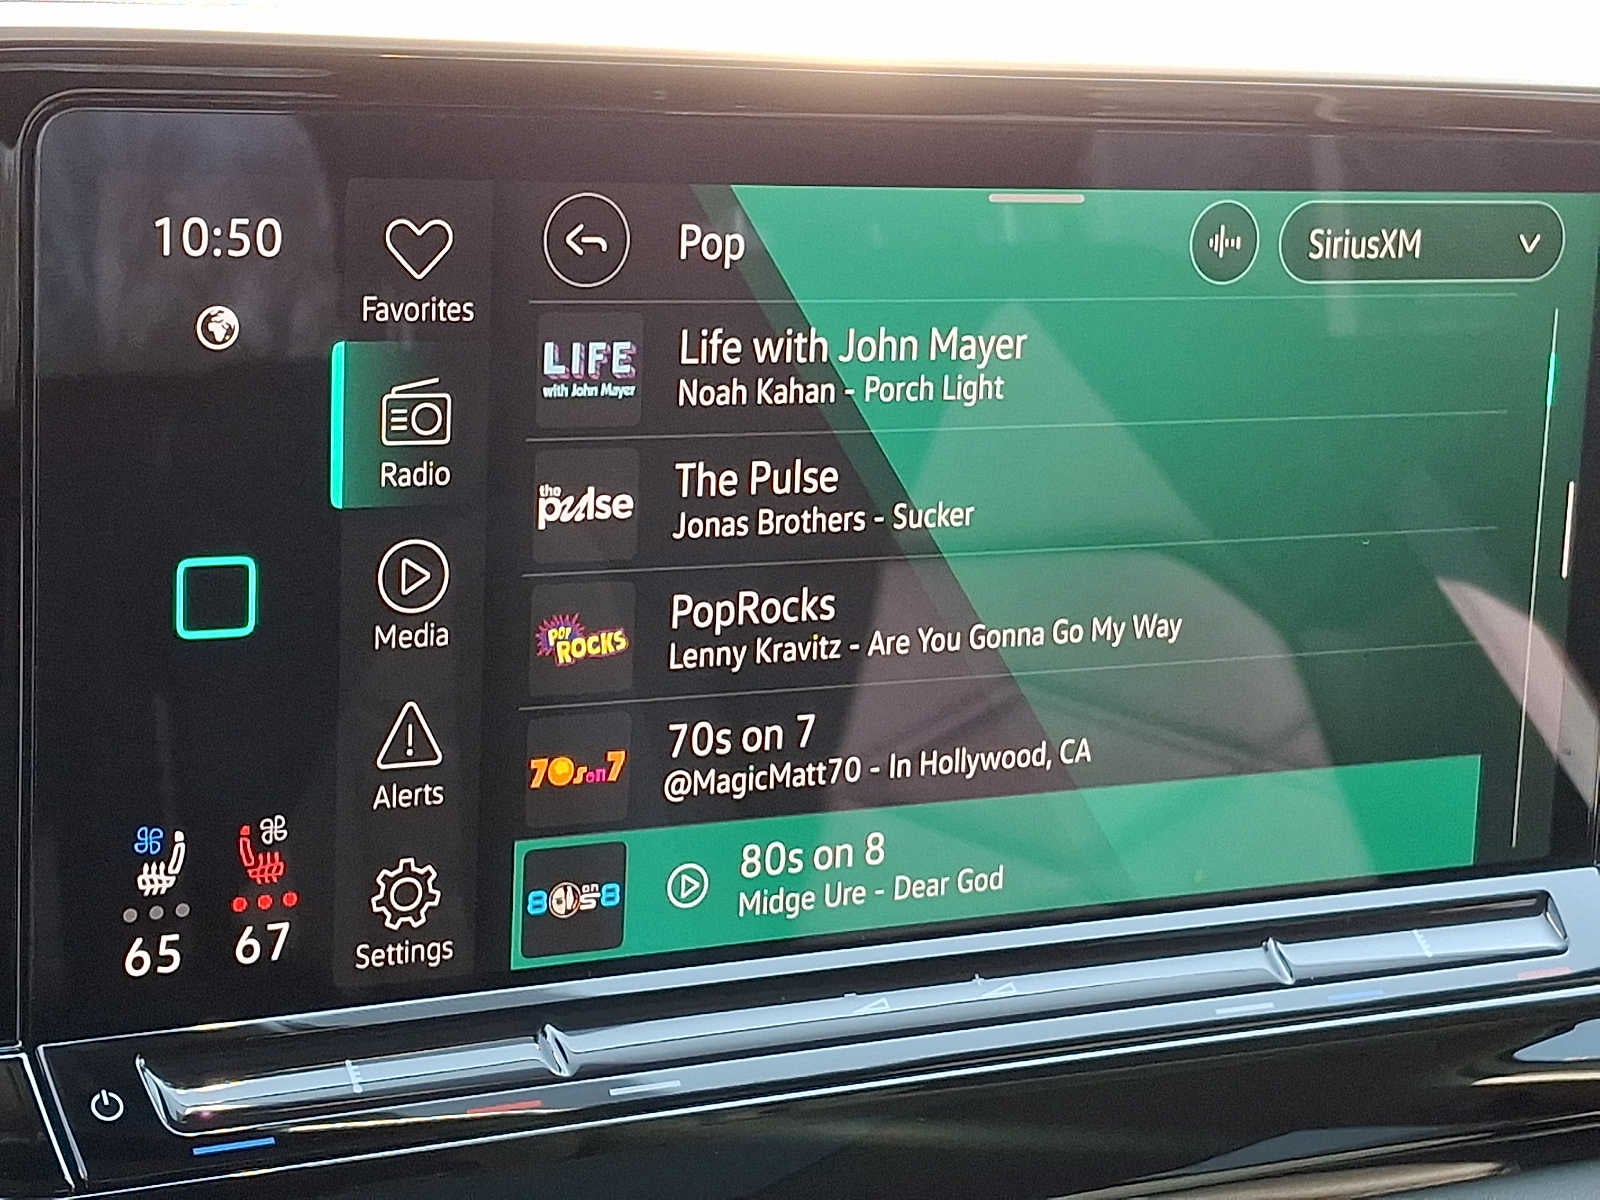 10:50
Favorites
Radio
Media
Alerts
Settings
65
67
Pop
SiriusXM
LIFE
with John Mayer
Life with John Mayer
Noah Kahan - Porch Light
the
pulse
The Pulse
Jonas Brothers - Sucker
POP
ROCKS
PopRocks
Lenny Kravitz - Are You Gonna Go My Way
70s on 7
70s on 7
@MagicMatt70 - In Hollywood, CA
80s on 8
80s on 8
Midge Ure - Dear God